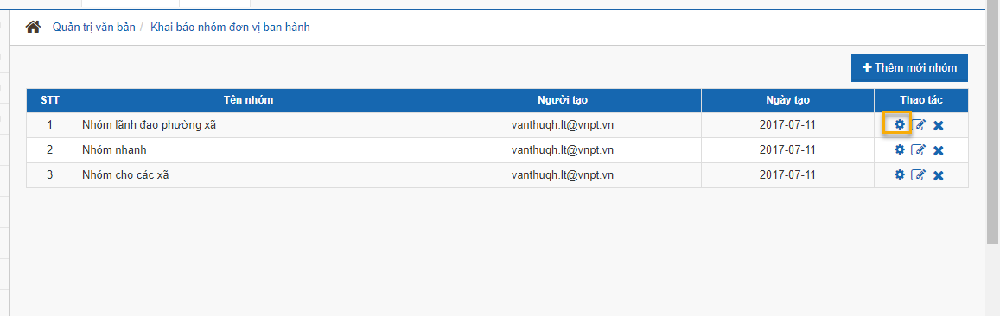 Quản trị văn bản / Khai báo nhóm đơn vị ban hành
Thêm mới nhóm
STT Tên nhóm Người tạo Ngày tạo Thao tác
1 Nhóm lãnh đạo phường xã vanthuqh.lt@vnpt.vn 2017-07-11
2 Nhóm nhanh vanthuqh.lt@vnpt.vn 2017-07-11
3 Nhóm cho các xã vanthuqh.lt@vnpt.vn 2017-07-11